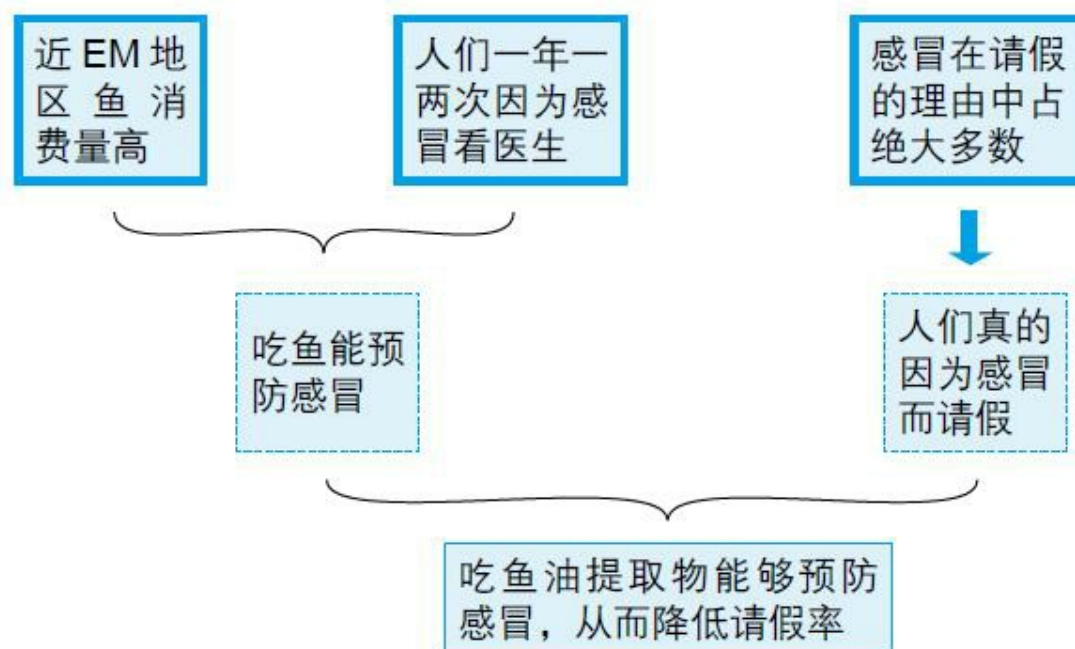 近 EM 地
区 鱼 消
费量高
人们一年一
两次因为感
冒看医生
感冒在请假
的理由中占
绝大多数
吃鱼能预
防感冒
人们真的
因为感冒
而请假
吃鱼油提取物能够预防
感冒，从而降低请假率